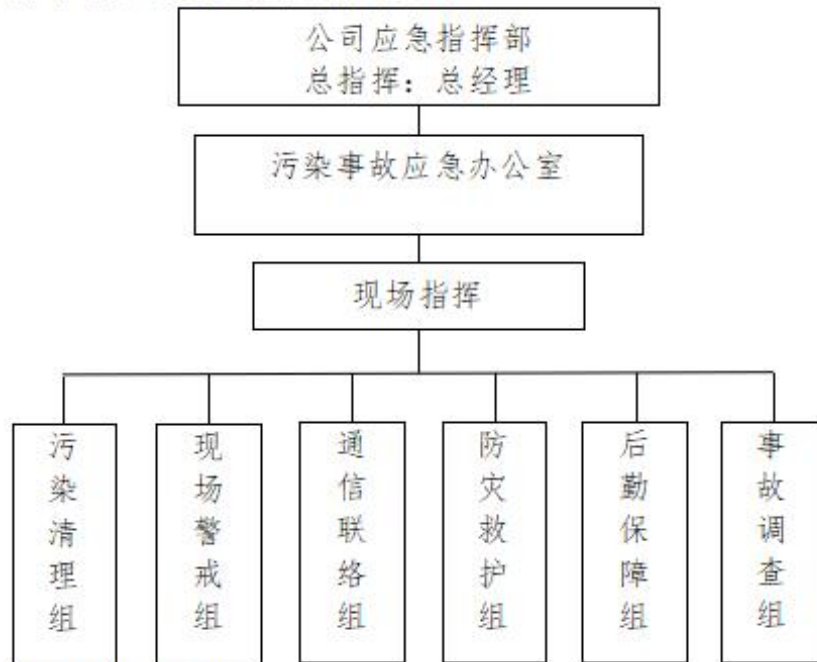 公司应急指挥部
总指挥：总经理
污染事故应急办公室
现场指挥
污染清理组
现场警戒组
通信联络组
防灾救护组
后勤保障组
事故调查组